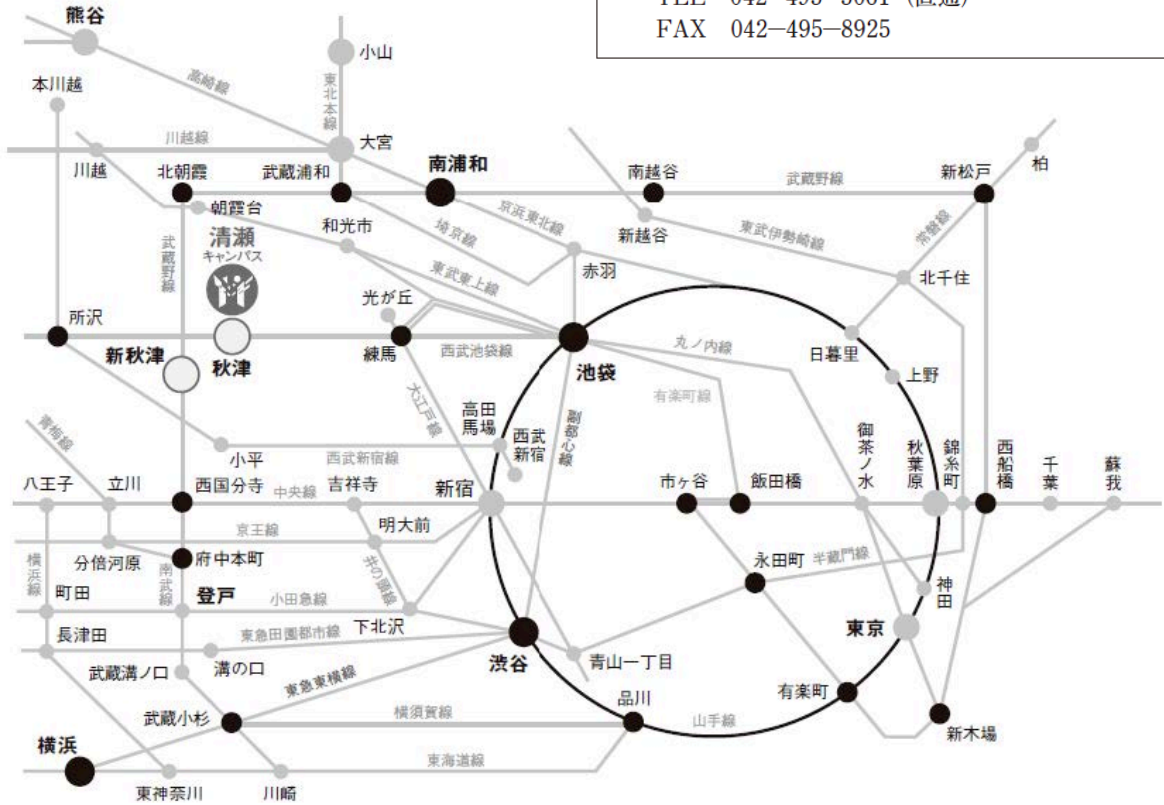 TEL 042-495-5061 (直通)
FAX 042―495―8925
熊谷
小山
本川越
高崎線
東北本線
川越線
大宮
川越
北朝霞
武蔵浦和
南浦和
南越谷
武蔵野線
新松戸
柏
朝霞台
清瀬
キャンパス
武蔵野線
和光市
埼京線
京浜東北線
新越谷
東武伊勢崎線
常磐線
東武東上線
赤羽
北千住
光が丘
所沢
新秋津
秋津
練馬
西武池袋線
池袋
丸ノ内線
日暮里
上野
有楽町線
大江戸線
高田
馬場
西武
新宿
副都心線
青梅線
小平
西武新宿線
御茶ノ水
秋葉原
錦糸町
西船橋
千葉
蘇我
八王子
立川
西国分寺
中央線
吉祥寺
新宿
市ヶ谷
飯田橋
京王線
明大前
分倍河原
府中本町
横浜線
南武線
井の頭線
永田町
半蔵門線
神田
町田
登戸
小田急線
下北沢
東京
長津田
東急田園都市線
武蔵溝ノ口
溝の口
渋谷
青山一丁目
東急東横線
品川
有楽町
武蔵小杉
横須賀線
山手線
新木場
横浜
東海道線
東神奈川
川崎